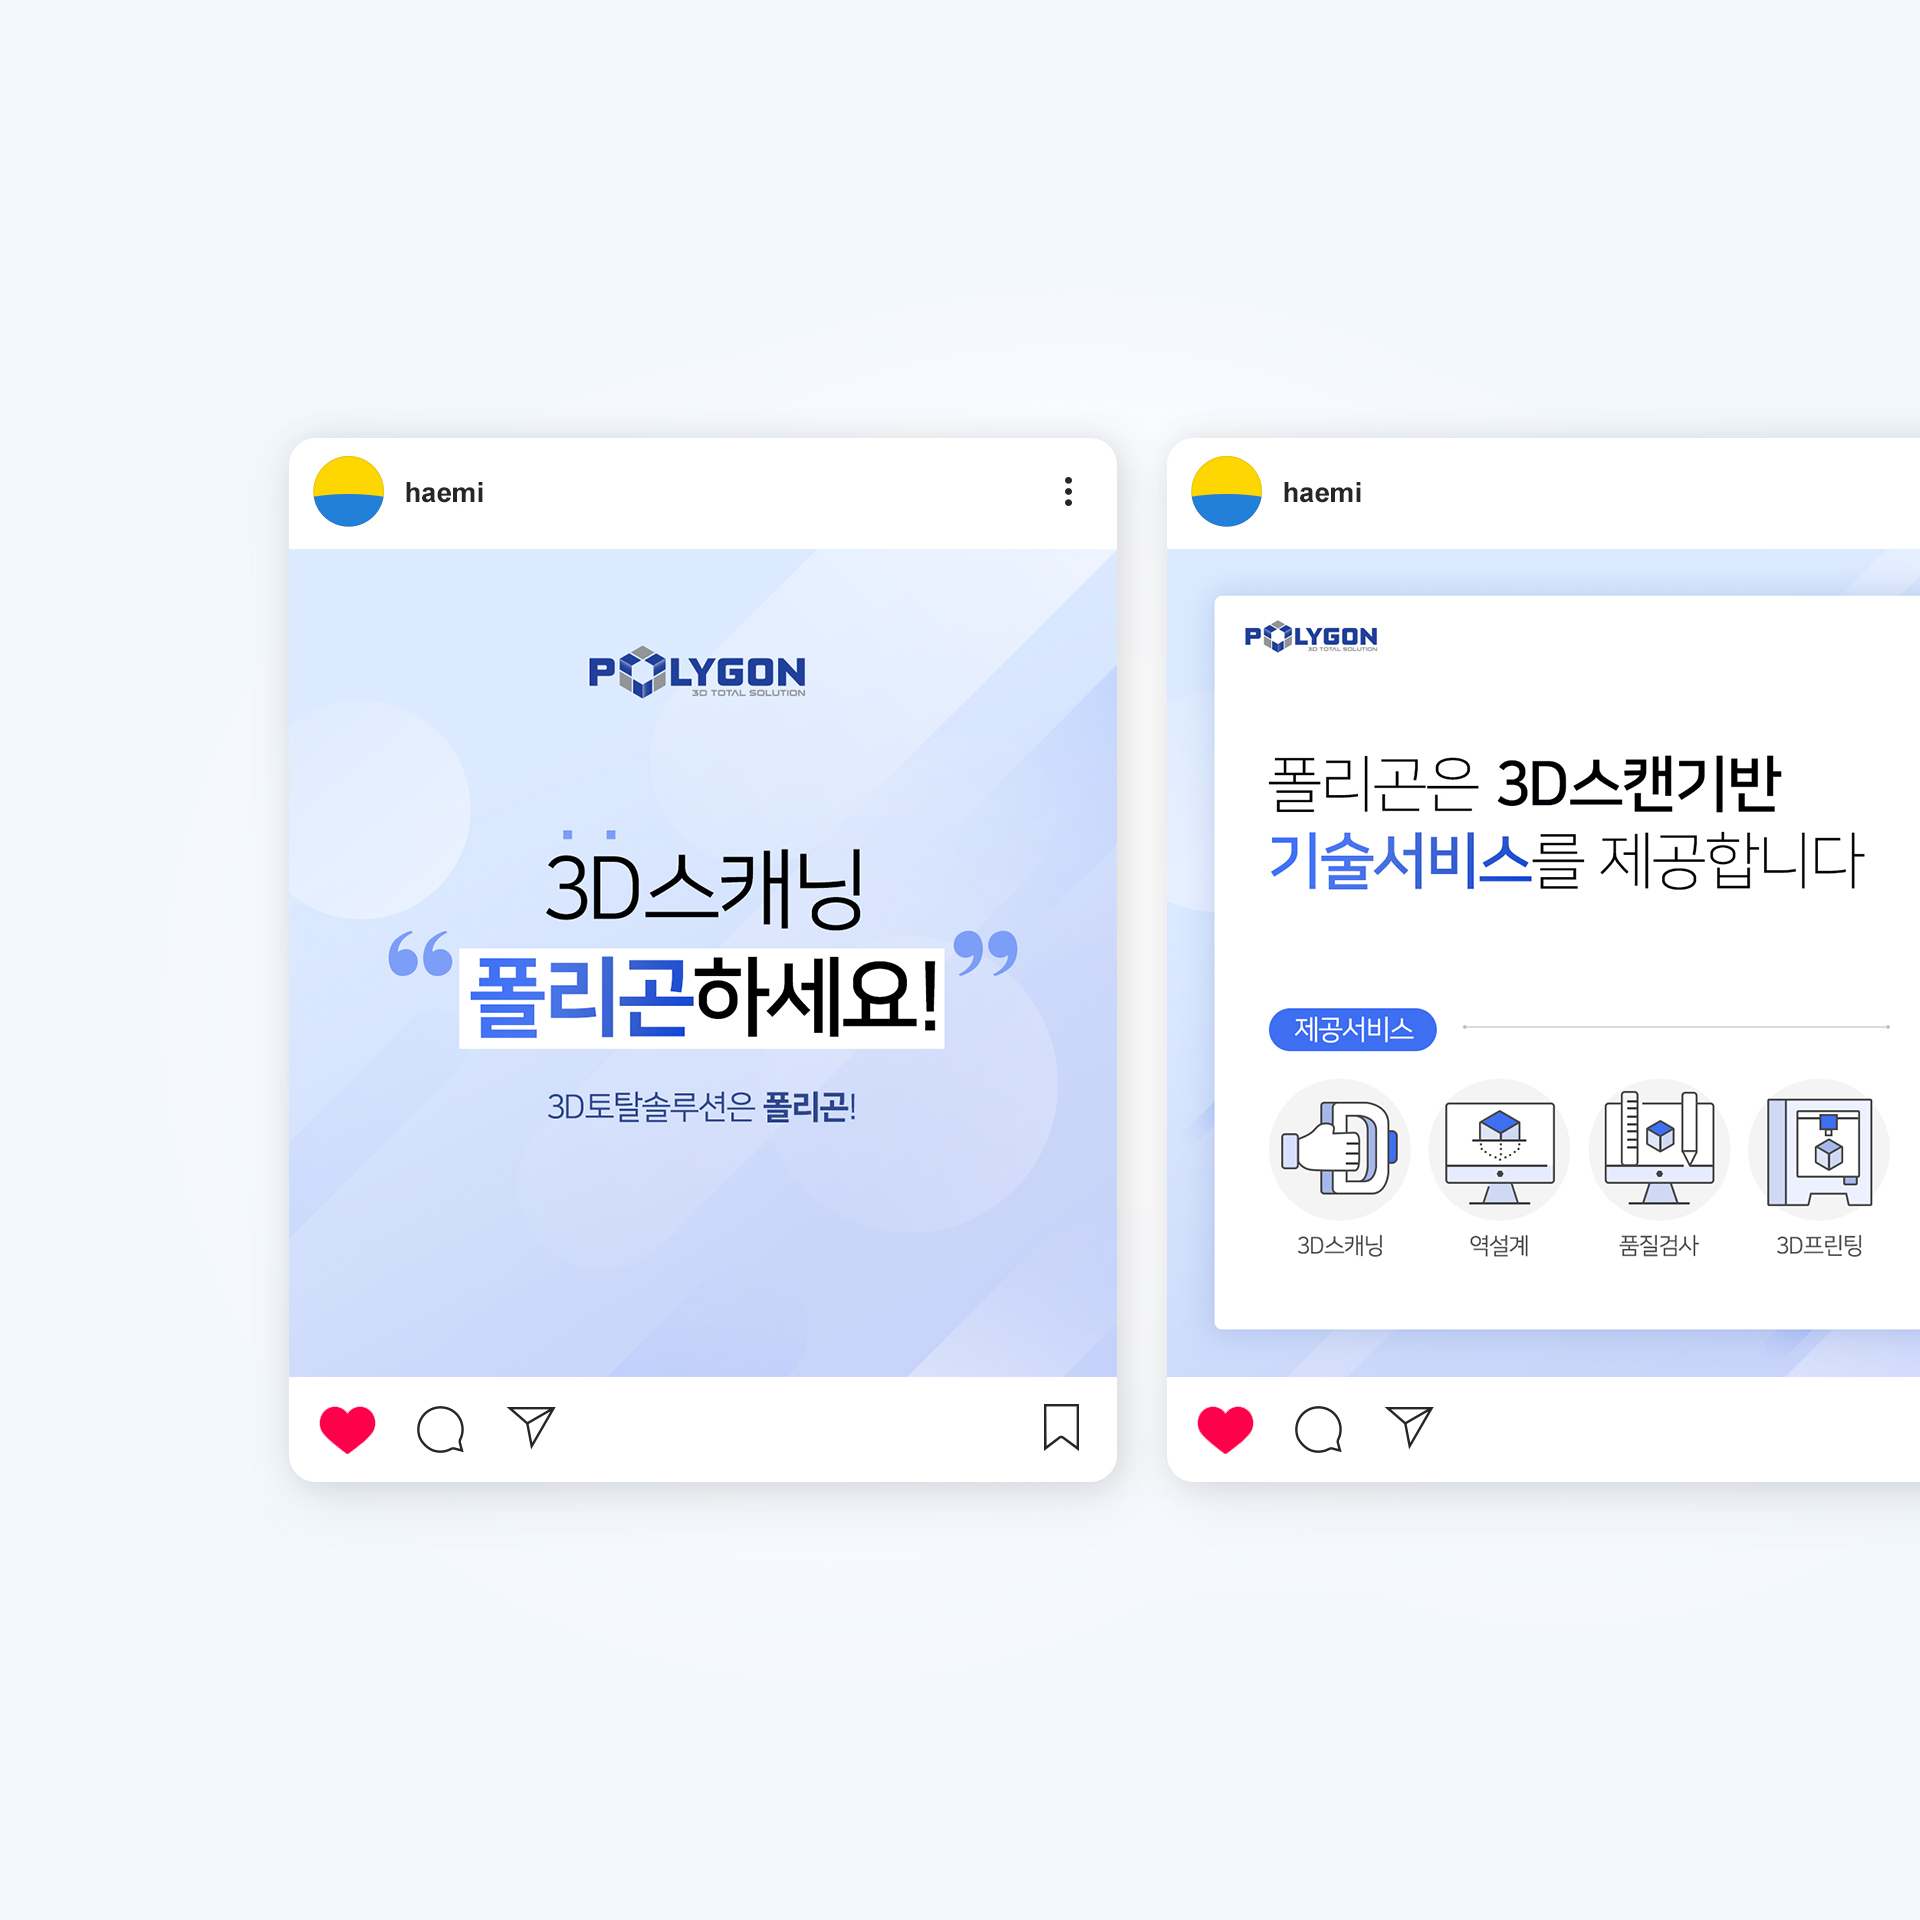 haemi
POLYGON
3D TOTAL SOLUTION
3D스캐닝
“폴리곤하세요!”
3D토탈솔루션은 폴리곤!
haemi
POLYGON
3D TOTAL SOLUTION
폴리곤은 3D스캔기반
기술서비스를 제공합니다
제공서비스
3D스캐닝 역설계 품질검사 3D프린팅